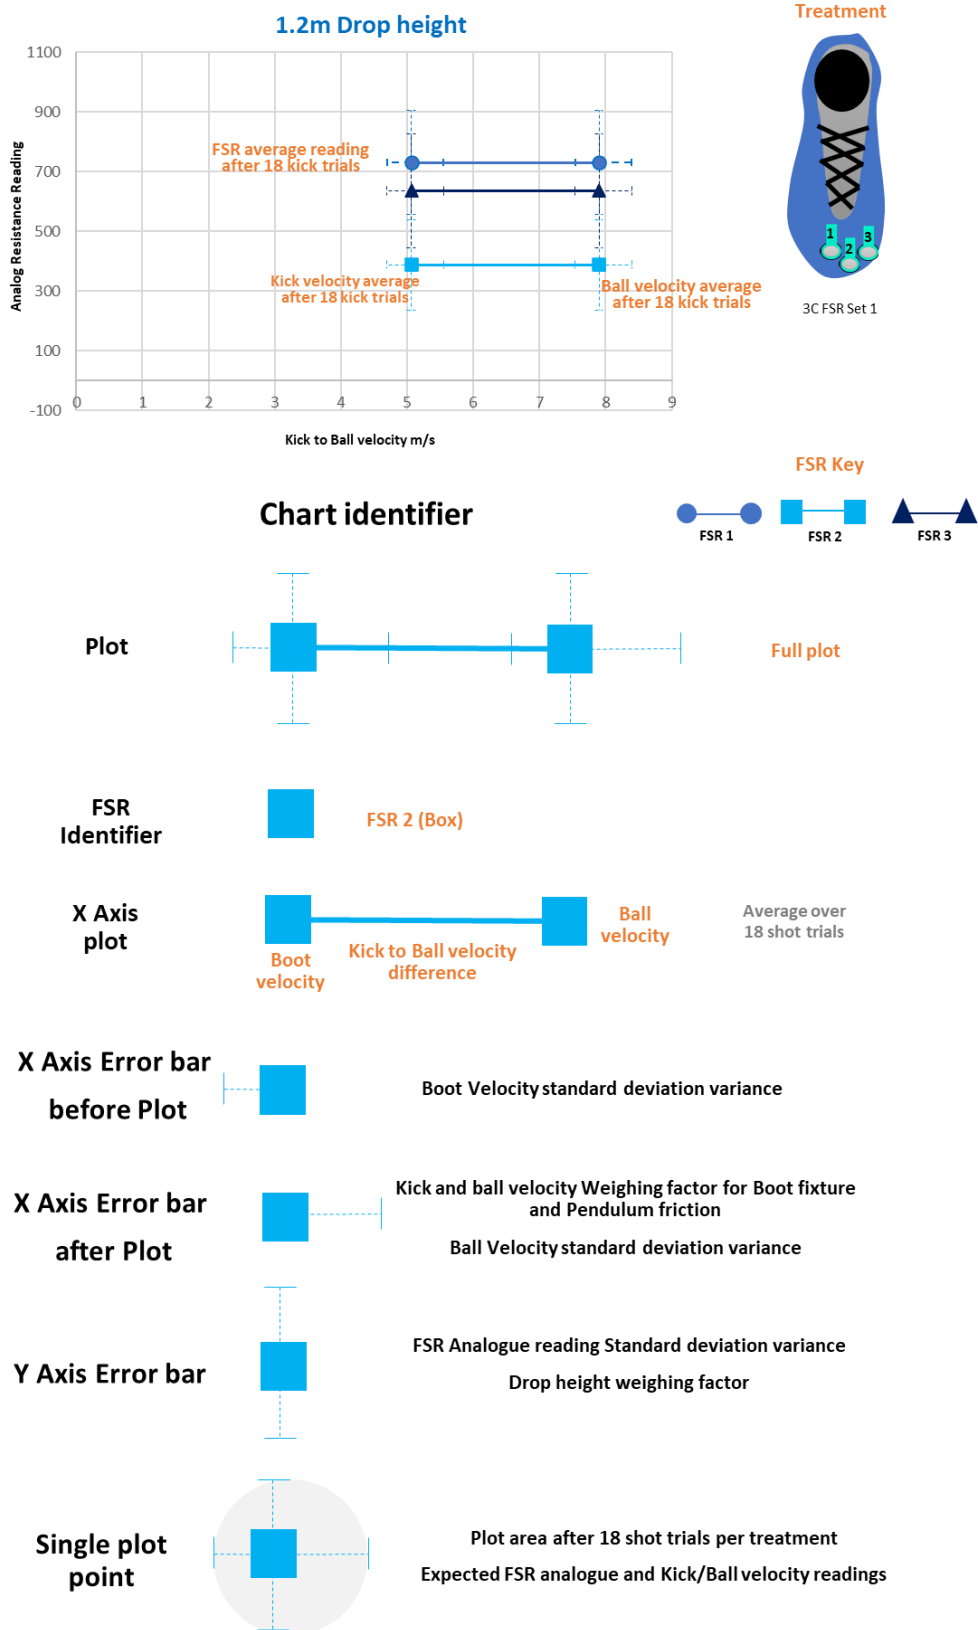 1.2m Drop height
Treatment
1100
900
700
500
300
100
-100
Analog Resistance Reading
FSR average reading
after 18 kick trials
Kick velocity average
after 18 kick trials
Ball velocity average
after 18 kick trials
0 1 2 3 4 5 6 7 8 9
Kick to Ball velocity m/s
1 2 3
3C FSR Set 1
FSR Key
FSR 1 FSR 2 FSR 3
Chart identifier
Plot
Full plot
FSR
Identifier
FSR 2 (Box)
X Axis
plot
Boot
velocity
Kick to Ball velocity
difference
Ball
velocity
Average over
18 shot trials
X Axis Error bar
before Plot
Boot Velocity standard deviation variance
X Axis Error bar
after Plot
Kick and ball velocity Weighing factor for Boot fixture
and Pendulum friction
Ball Velocity standard deviation variance
Y Axis Error bar
FSR Analogue reading Standard deviation variance
Drop height weighing factor
Single plot
point
Plot area after 18 shot trials per treatment
Expected FSR analogue and Kick/Ball velocity readings